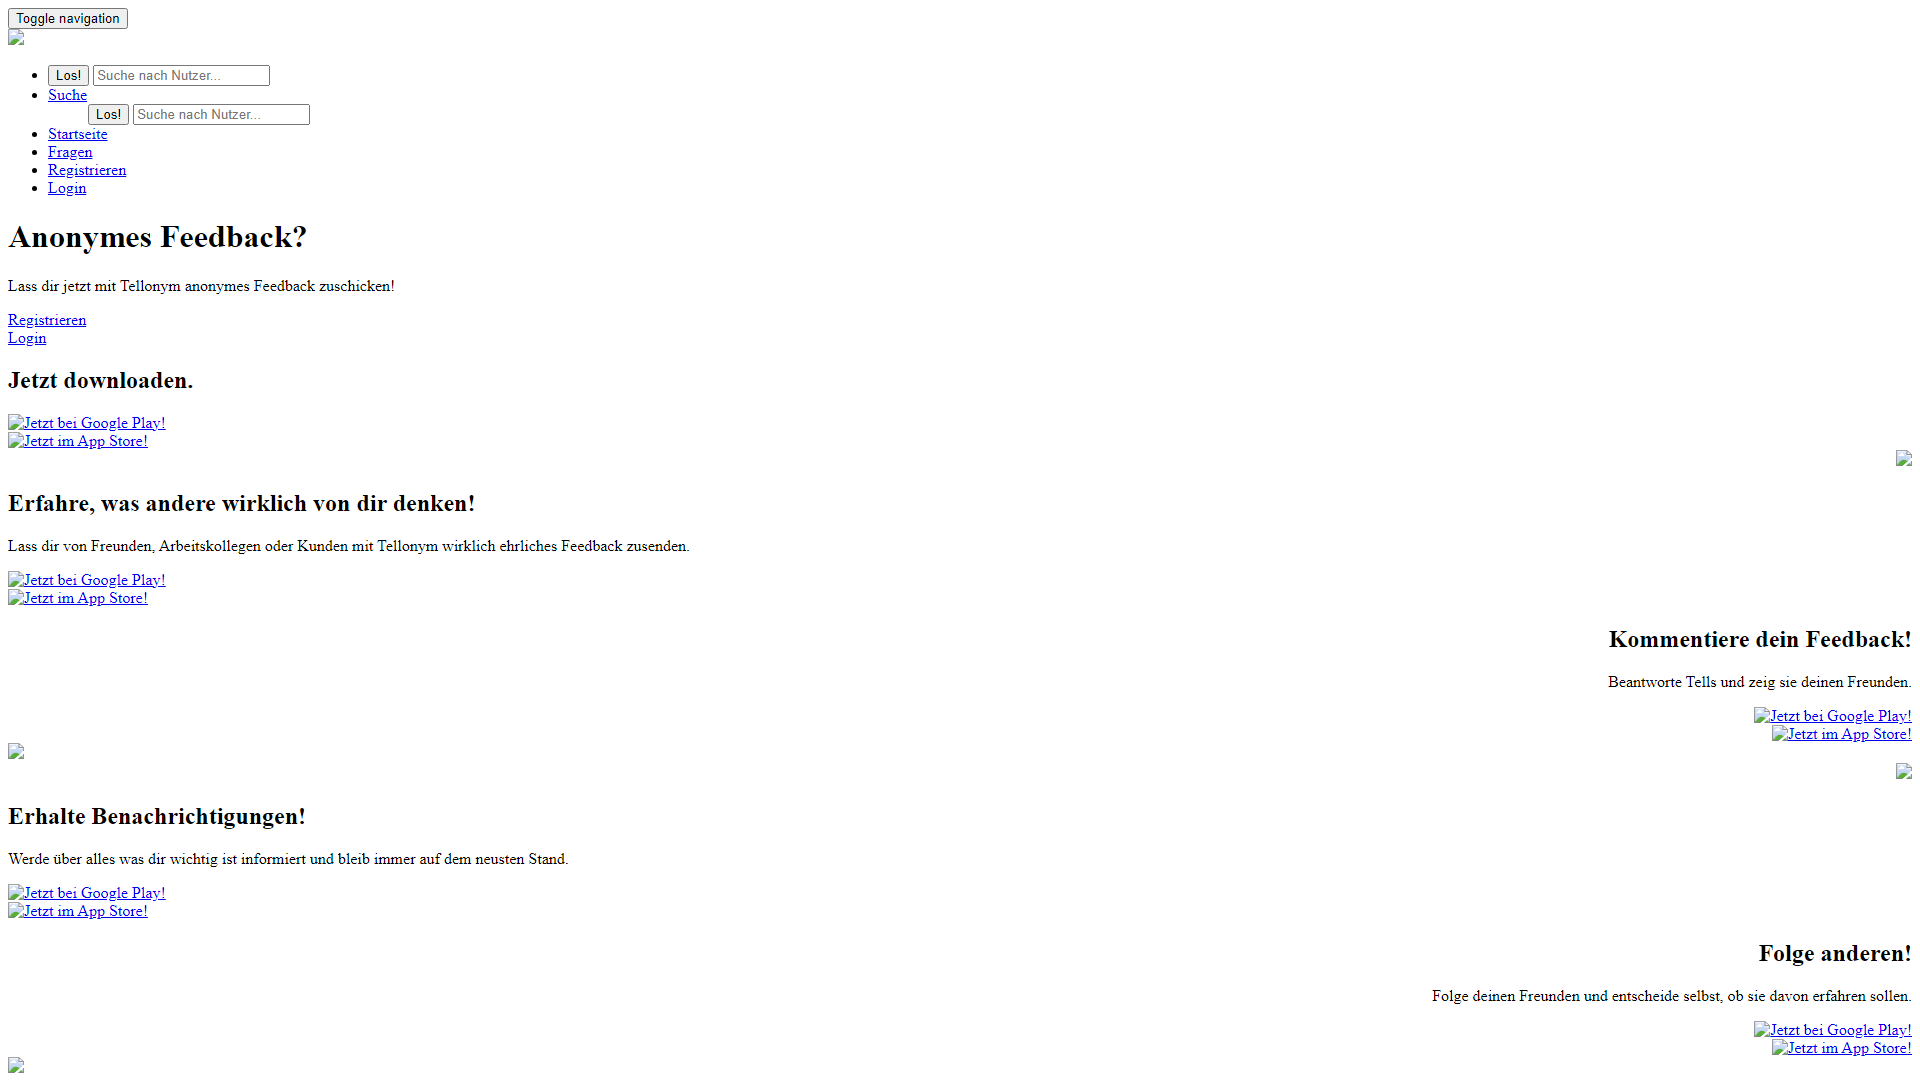 Toggle navigation
Los! Suche nach Nutzer...
Suche
Los! Suche nach Nutzer...
Startseite
Fragen
Registrieren
Login
Anonymes Feedback?
Lass dir jetzt mit Tellonym anonymes Feedback zuschicken!
Registrieren
Login
Jetzt downloaden.
Jetzt bei Google Play!
Jetzt im App Store!
Erfahre, was andere wirklich von dir denken!
Lass dir von Freunden, Arbeitskollegen oder Kunden mit Tellonym wirklich ehrliches Feedback zusenden.
Jetzt bei Google Play!
Jetzt im App Store!
Kommentiere dein Feedback!
Beantworte Tells und zeig sie deinen Freunden.
Jetzt bei Google Play!
Jetzt im App Store!
Erhalte Benachrichtigungen!
Werde über alles was dir wichtig ist informiert und bleib immer auf dem neusten Stand.
Jetzt bei Google Play!
Jetzt im App Store!
Folge anderen!
Folge deinen Freunden und entscheide selbst, ob sie davon erfahren sollen.
Jetzt bei Google Play!
Jetzt im App Store!